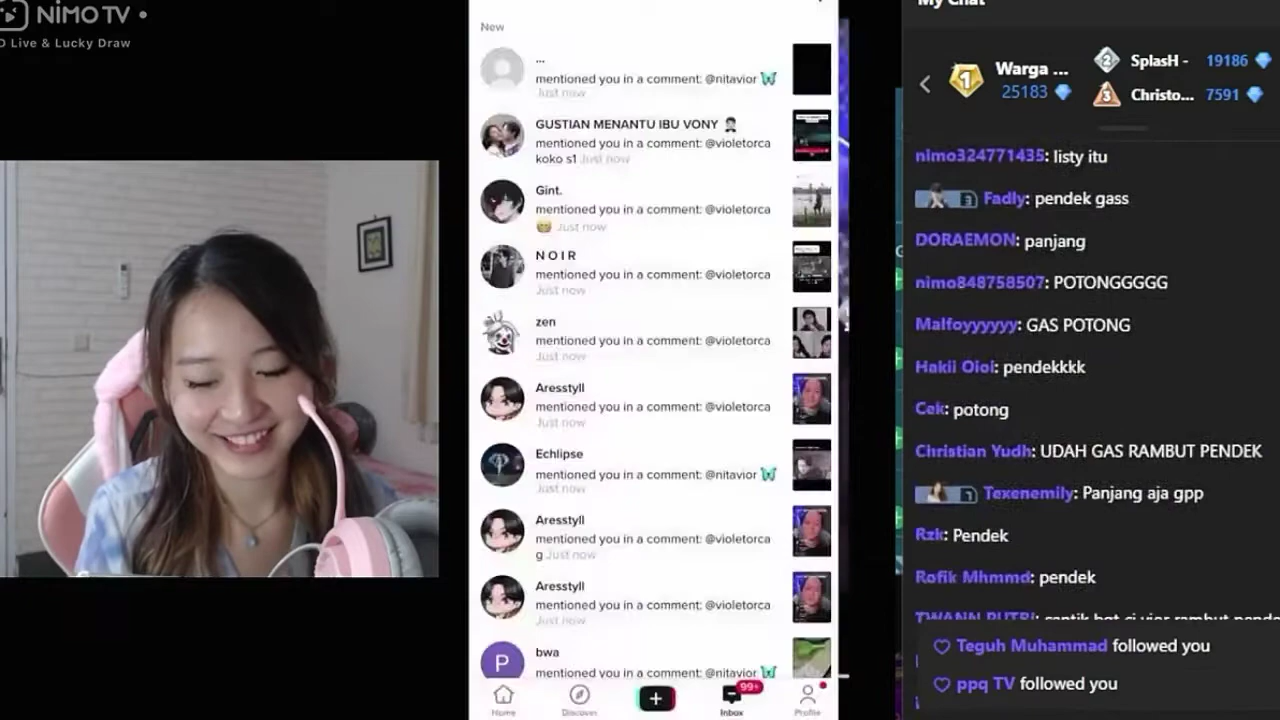 NIMO TV
D Live & Lucky Draw
New
...
mentioned you in a comment: @nitavior
Just now
GUSTIAN MENANTU IBU VONY
mentioned you in a comment: @violetorca
koko s1 Just now
Gint.
mentioned you in a comment: @violetorca
Just now
N O I R
mentioned you in a comment: @violetorca
Just now
zen
mentioned you in a comment: @violetorca
Just now
Aresstyll
mentioned you in a comment: @violetorca
Just now
Echlipse
mentioned you in a comment: @nitavior
Just now
Aresstyll
mentioned you in a comment: @violetorca
g Just now
Aresstyll
mentioned you in a comment: @violetorca
Just now
P
bwa
mentioned you in a comment: @nitavior
Home
Discover
99+
Inbox
Profile
My Chat
1 Warga ... 25183
2 SplasH - 19186
3 Christo... 7591
nimo324771435: listy itu
3 Fadly: pendek gass
DORAEMON: panjang
nimo848758507: POTONGGGGG
Malfoyyyyyy: GAS POTONG
Hakii Oioi: pendekkkk
Cek: potong
Christian Yudh: UDAH GAS RAMBUT PENDEK
Texenemily: Panjang aja gpp
Rzk: Pendek
Rofik Mhmmd: pendek
Teguh Muhammad followed you
ppq TV followed you